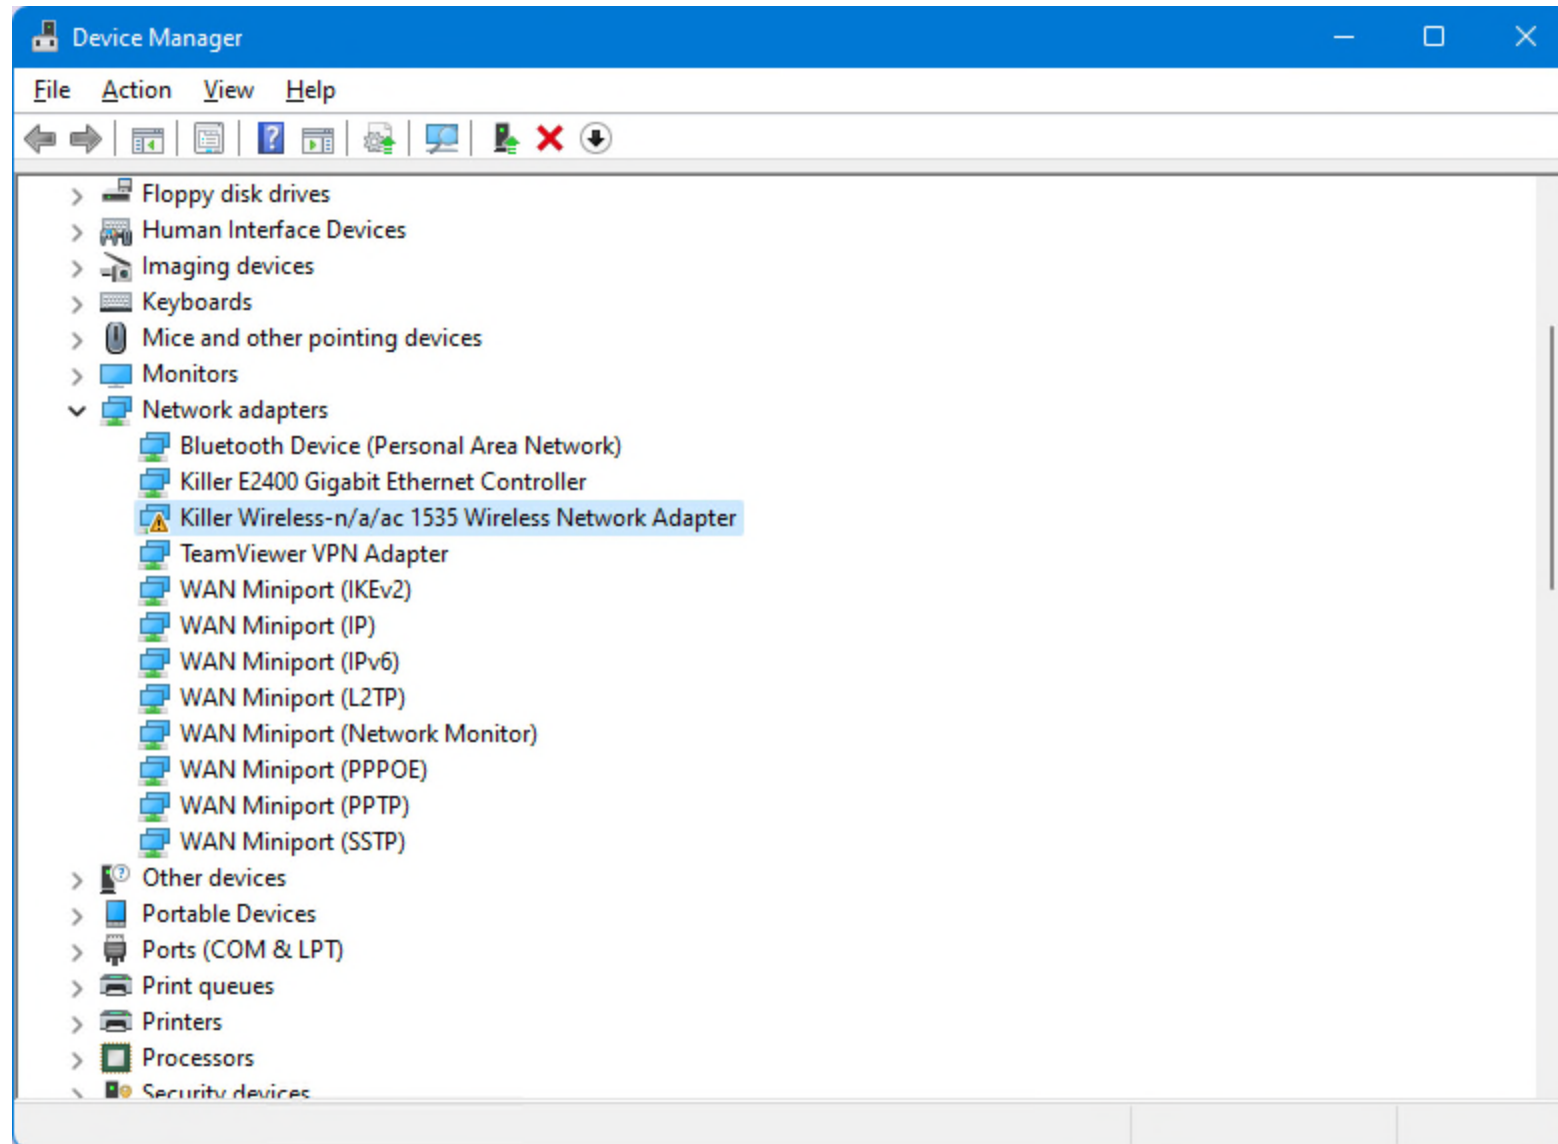 Device Manager
File Action View Help
Floppy disk drives
Human Interface Devices
Imaging devices
Keyboards
Mice and other pointing devices
Monitors
Network adapters
Bluetooth Device (Personal Area Network)
Killer E2400 Gigabit Ethernet Controller
Killer Wireless-n/a/ac 1535 Wireless Network Adapter
TeamViewer VPN Adapter
WAN Miniport (IKEv2)
WAN Miniport (IP)
WAN Miniport (IPv6)
WAN Miniport (L2TP)
WAN Miniport (Network Monitor)
WAN Miniport (PPPOE)
WAN Miniport (PPTP)
WAN Miniport (SSTP)
Other devices
Portable Devices
Ports (COM & LPT)
Print queues
Printers
Processors
Security devices